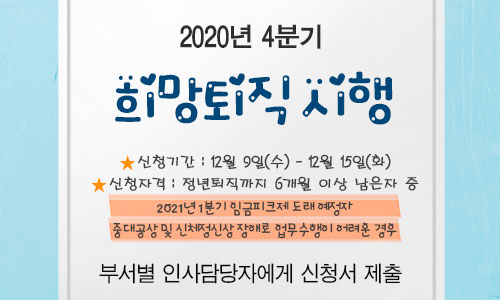 2020년 4분기
희망퇴직 시행
★신청기간 : 12월 9일(수) - 12월 15일(화)
★신청자격 : 정년퇴직까지 6개월 이상 남은자 중
2021년 1분기 임금피크제 도래 예정자
중대공상 및 신체정신상 장애로 업무수행이 어려운 경우
부서별 인사담당자에게 신청서 제출